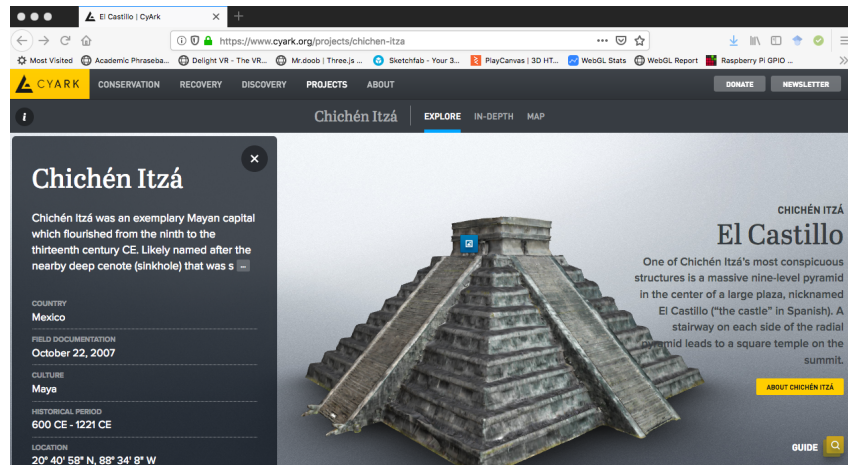 El Castillo | CyArk
https://www.cyark.org/projects/chichen-itza
Most Visited Academic Phraseba... Delight VR - The VR... Mr.doob | Three.js ... Sketchfab - Your 3... PlayCanvas | 3D HT... WebGL Stats WebGL Report Raspberry Pi GPIO ...
CYARK CONSERVATION RECOVERY DISCOVERY PROJECTS ABOUT DONATE NEWSLETTER
Chichén Itzá EXPLORE IN-DEPTH MAP
Chichén Itzá
Chichén Itzá was an exemplary Mayan capital
which flourished from the ninth to the
thirteenth century CE. Likely named after the
nearby deep cenote (sinkhole) that was s ...
COUNTRY
Mexico
FIELD DOCUMENTATION
October 22, 2007
CULTURE
Maya
HISTORICAL PERIOD
600 CE - 1221 CE
LOCATION
20° 40' 58" N, 88° 34' 8" W
CHICHÉN ITZÁ
El Castillo
One of Chichén Itzá's most conspicuous
structures is a massive nine-level pyramid
in the center of a large plaza, nicknamed
El Castillo ("the castle" in Spanish). A
stairway on each side of the radial
pyramid leads to a square temple on the
summit.
ABOUT CHICHÉN ITZÁ
GUIDE